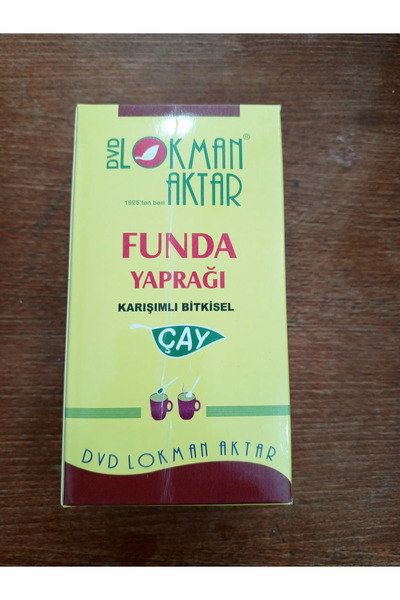 DVD LOKMAN®
AKTAR
1925'ten beri
FUNDA
YAPRAĞI
KARIŞIMLI BİTKİSEL
ÇAY
DVD LOKMAN AKTAR